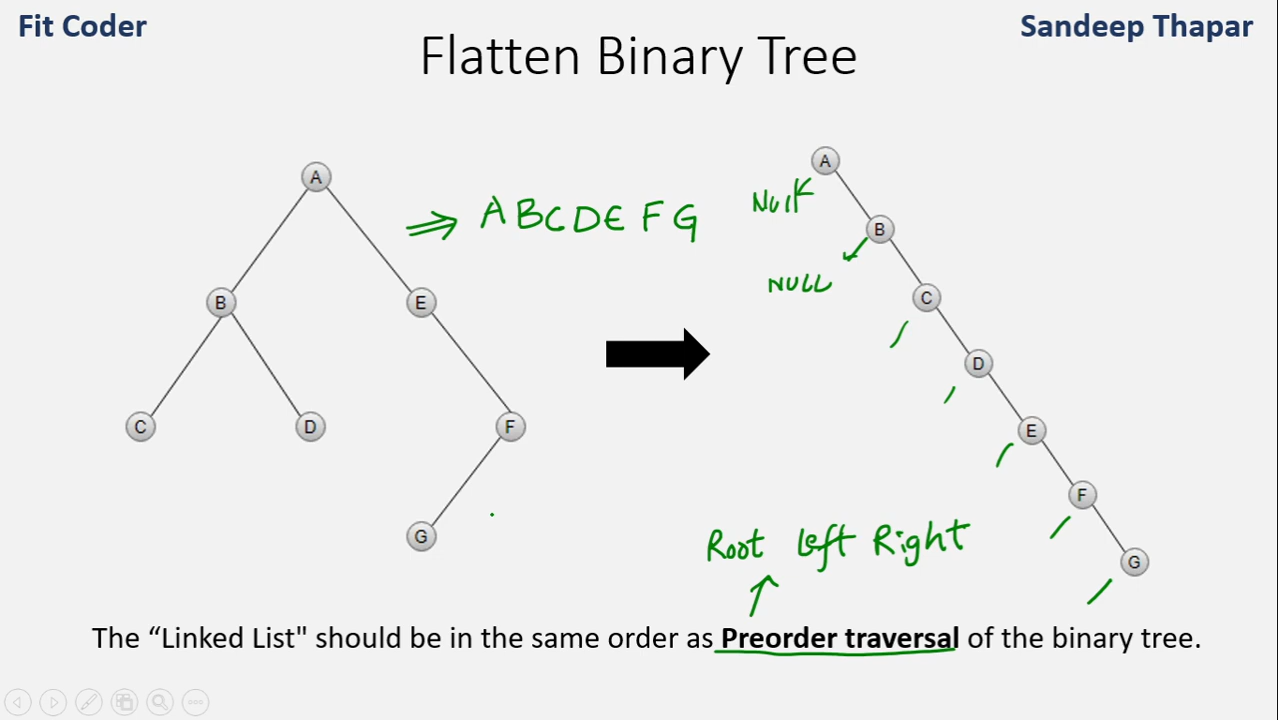 Fit Coder
Sandeep Thapar
Flatten Binary Tree
A
B
E
C
D
F
G
A B C D E F G
A
Null
B
NULL
C
D
E
F
G
Root Left Right
The “Linked List" should be in the same order as Preorder traversal of the binary tree.